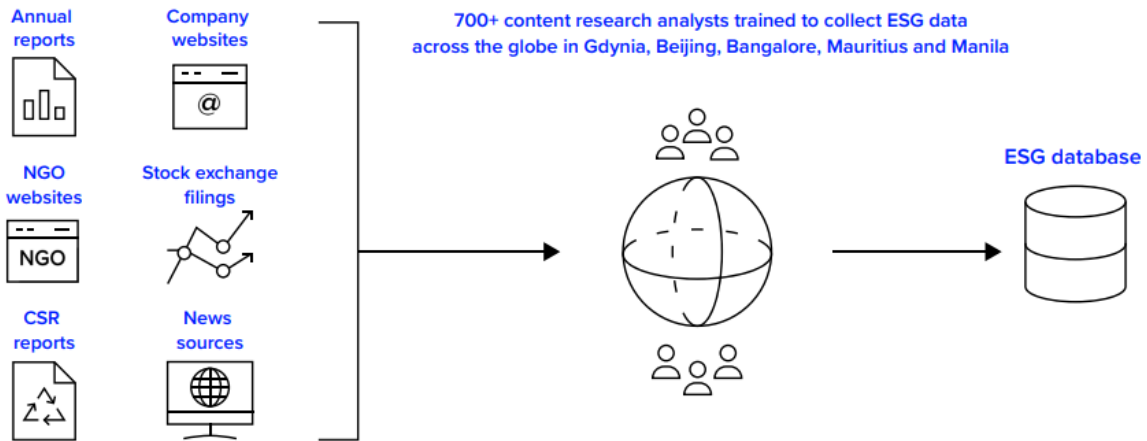 Annual
reports
Company
websites
700+ content research analysts trained to collect ESG data
across the globe in Gdynia, Beijing, Bangalore, Mauritius and Manila
@
NGO
websites
Stock exchange
filings
ESG database
NGO
CSR
reports
News
sources